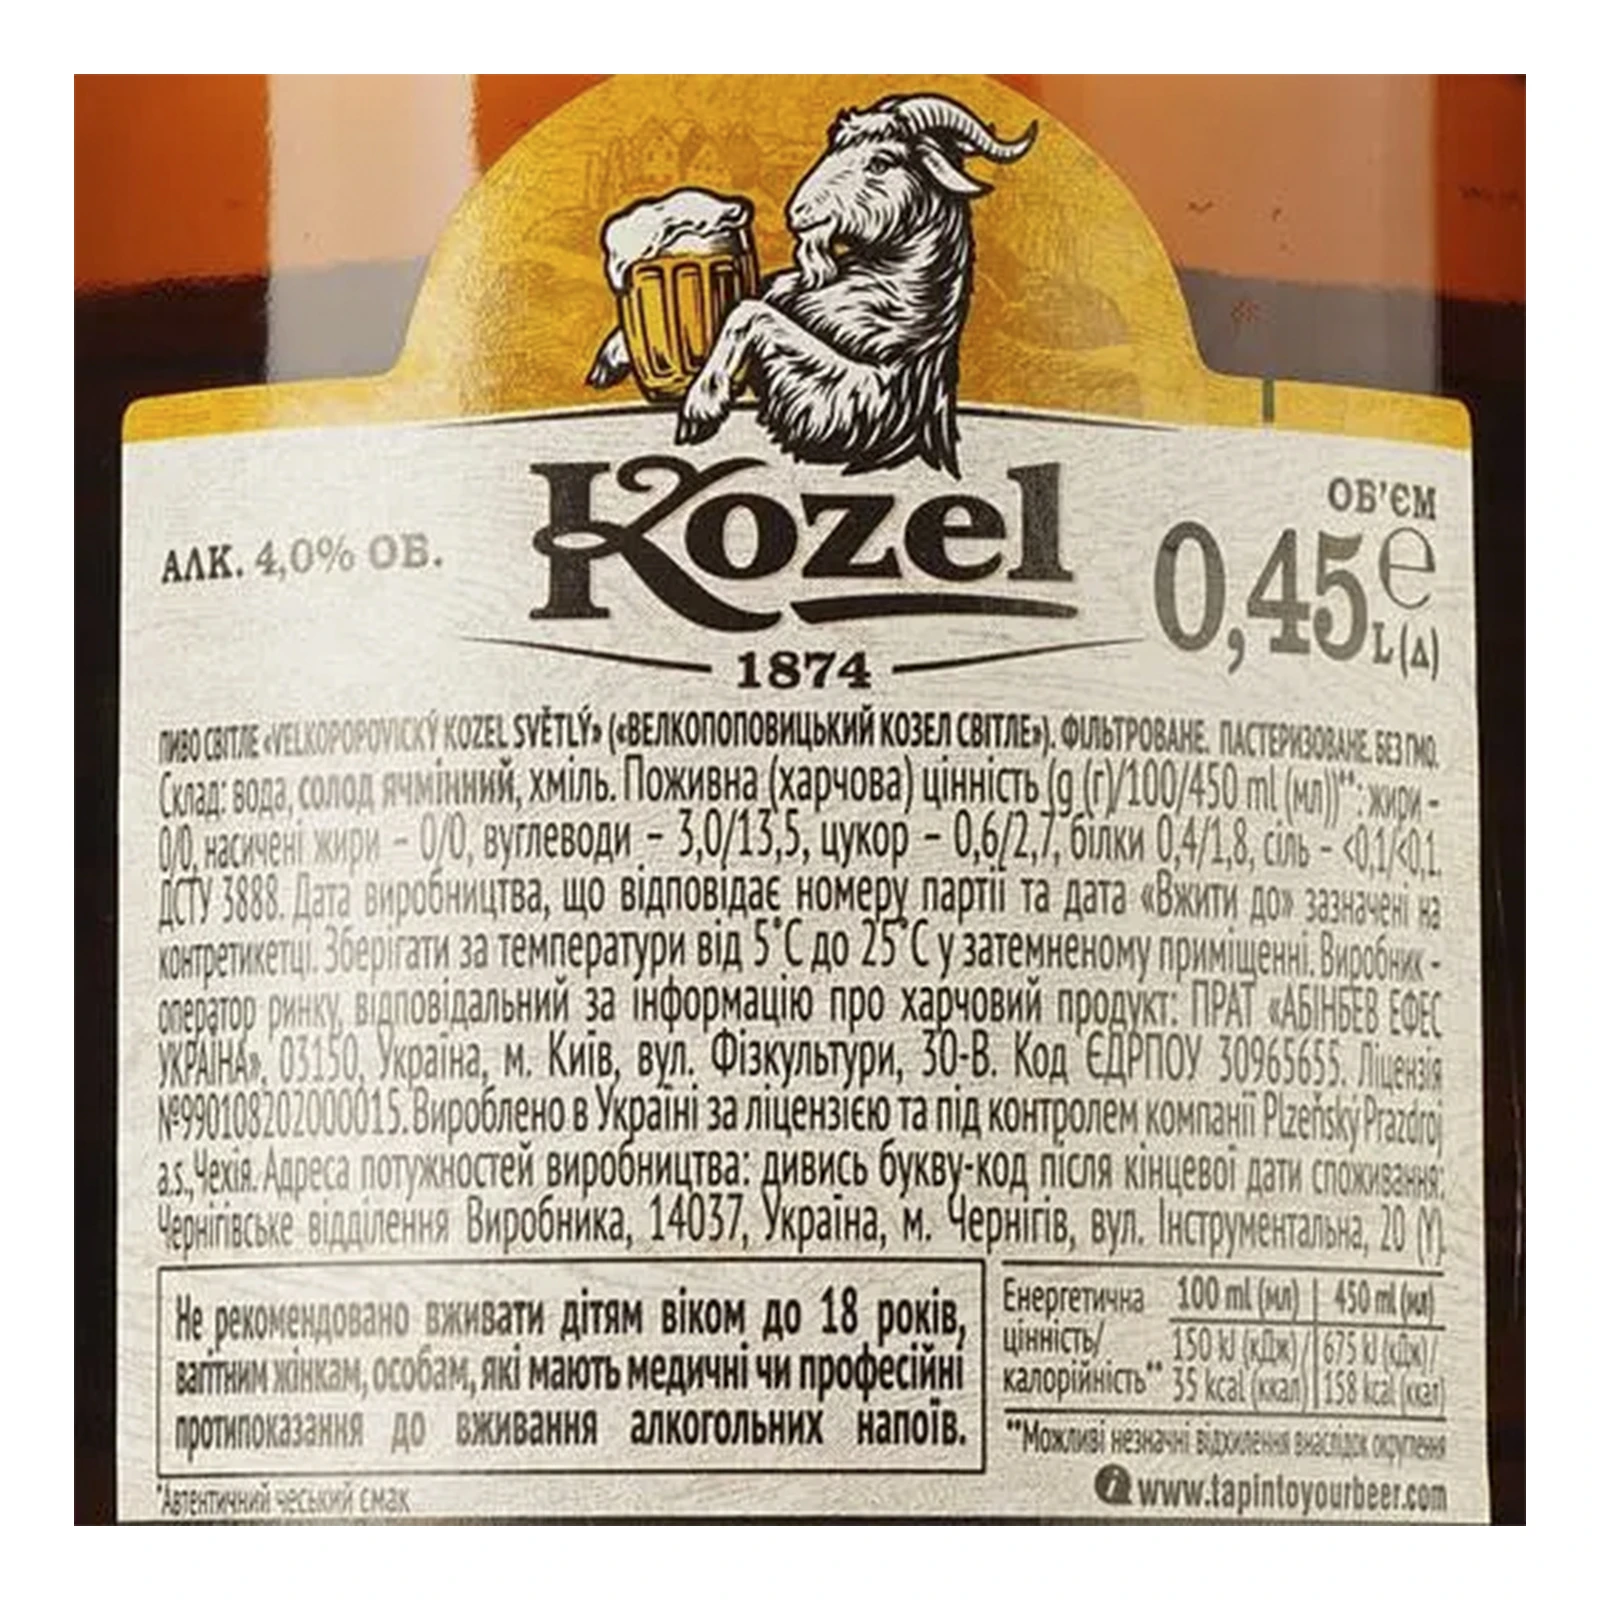 Kozel
1874
АЛК. 4,0% ОБ.
ОБ'ЄМ
0,45 e
L (л)
ПИВО СВІТЛЕ «VELKOPOPOVICKÝ KOZEL SVĚTLÝ» («ВЕЛКОПОПОВИЦЬКИЙ КОЗЕЛ СВІТЛЕ»). ФІЛЬТРОВАНЕ. ПАСТЕРИЗОВАНЕ. БЕЗ ГМО.
Склад: вода, солод ячмінний, хміль. Поживна (харчова) цінність (g (г)/100/450 ml (мл))**: жири –
0/0, насичені жири – 0/0, вуглеводи – 3,0/13,5, цукор – 0,6/2,7, білки 0,4/1,8, сіль – <0,1/<0,1.
ДСТУ 3888. Дата виробництва, що відповідає номеру партії та дата «Вжити до» зазначені на
контретикетці. Зберігати за температури від 5°С до 25°С у затемненому приміщенні. Виробник -
оператор ринку, відповідальний за інформацію про харчовий продукт: ПРАТ «АБІНБЕВ ЕФЕС
УКРАЇНА», 03150, Україна, м. Київ, вул. Фізкультури, 30-В. Код ЄДРПОУ 30965655. Ліцензія
№990108202000015. Вироблено в Україні за ліцензією та під контролем компанії Plzeňský Prazdroj
a.s., Чехія. Адреса потужностей виробництва: дивись букву-код після кінцевої дати споживання:
Чернігівське відділення Виробника, 14037, Україна, м. Чернігів, вул. Інструментальна, 20 (Y).
Не рекомендовано вживати дітям віком до 18 років,
вагітним жінкам, особам, які мають медичні чи професійні
протипоказання до вживання алкогольних напоїв.
*Автентичний чеський смак
Енергетична 100 ml (мл) | 450 ml (мл)
цінність/ 150 kJ (кДж)/ | 675 kJ (кДж)/
калорійність** 35 kcal (ккал) | 158 kcal (ккал)
**Можливі незначні відхилення внаслідок округлення
i www.tapintoyourbeer.com